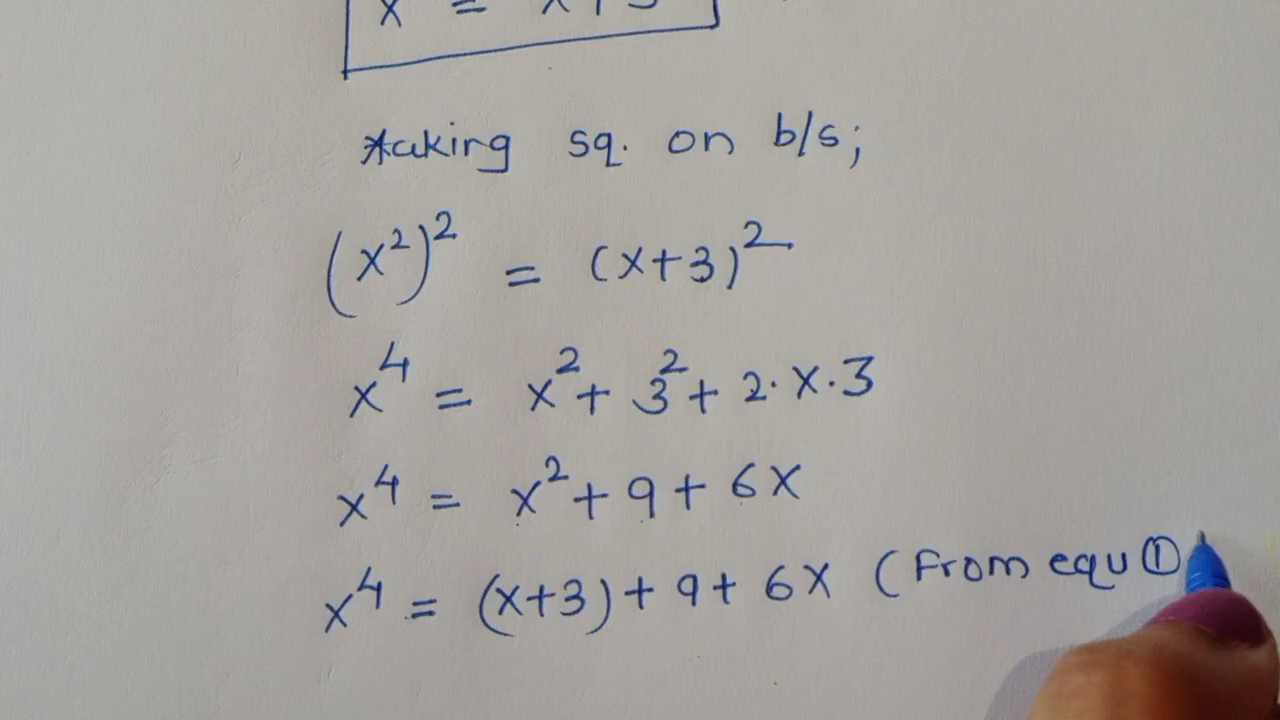 x = x+3
taking sq. on b/s;
(x²)² = (x+3)²
x⁴ = x²+ 3²+ 2·x·3
x⁴ = x²+9+ 6x
x⁴ = (x+3)+9+ 6x (From equ ①